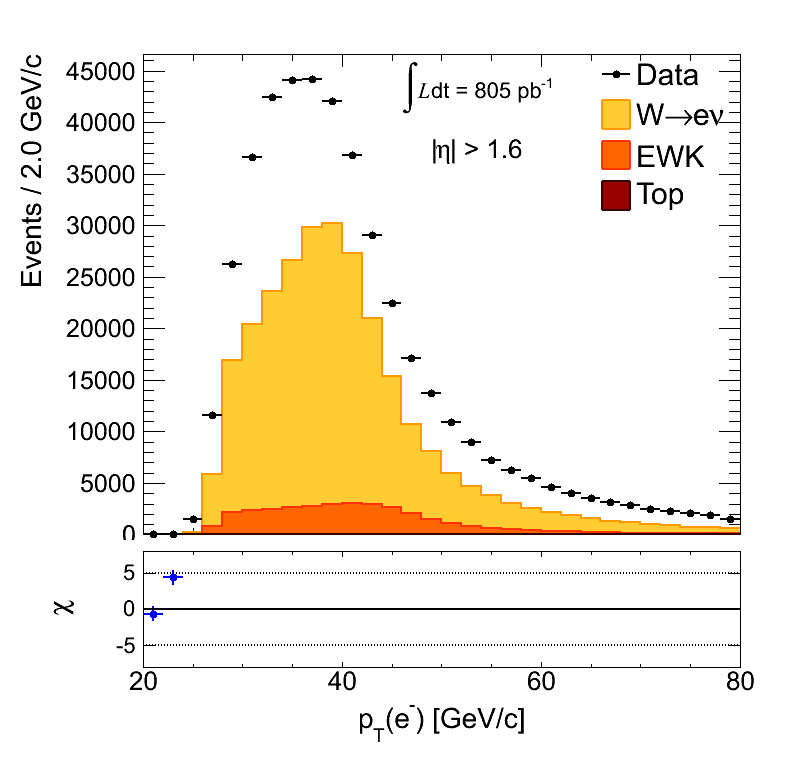 Events / 2.0 GeV/c
45000
40000
35000
30000
25000
20000
15000
10000
5000
0
∫Ldt = 805 pb⁻¹
|η| > 1.6
Data
W→eν
EWK
Top
χ
5
0
-5
20 40 60 80
p_T(e⁻) [GeV/c]